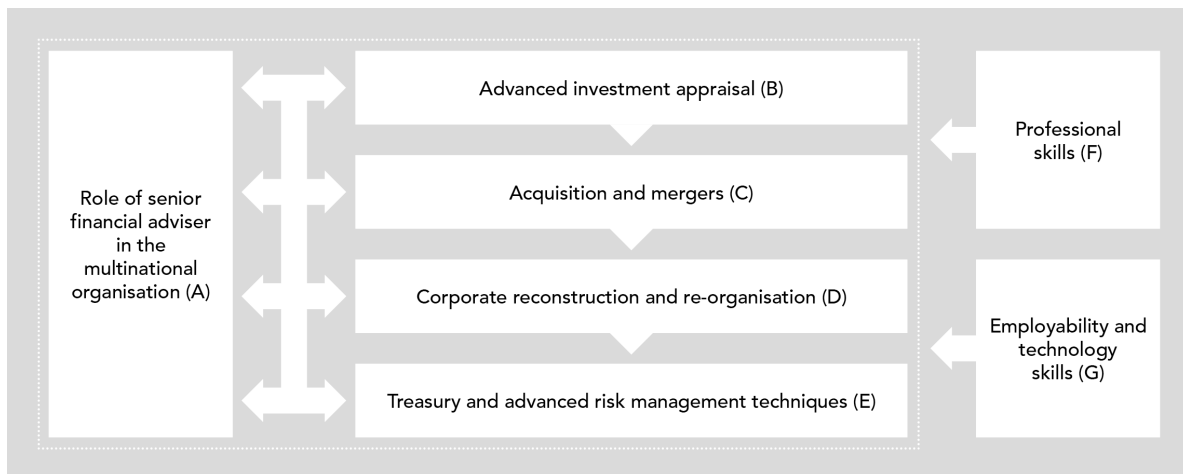 Role of senior
financial adviser
in the
multinational
organisation (A)
Advanced investment appraisal (B)
Acquisition and mergers (C)
Corporate reconstruction and re-organisation (D)
Treasury and advanced risk management techniques (E)
Professional
skills (F)
Employability and
technology
skills (G)